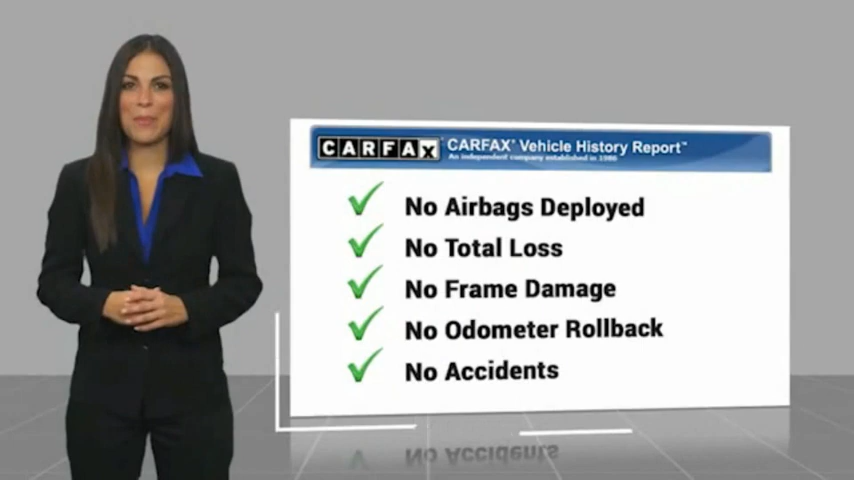 CARFAX CARFAX® Vehicle History Report™
An independent company established in 1986
No Airbags Deployed
No Total Loss
No Frame Damage
No Odometer Rollback
No Accidents
No Accidents